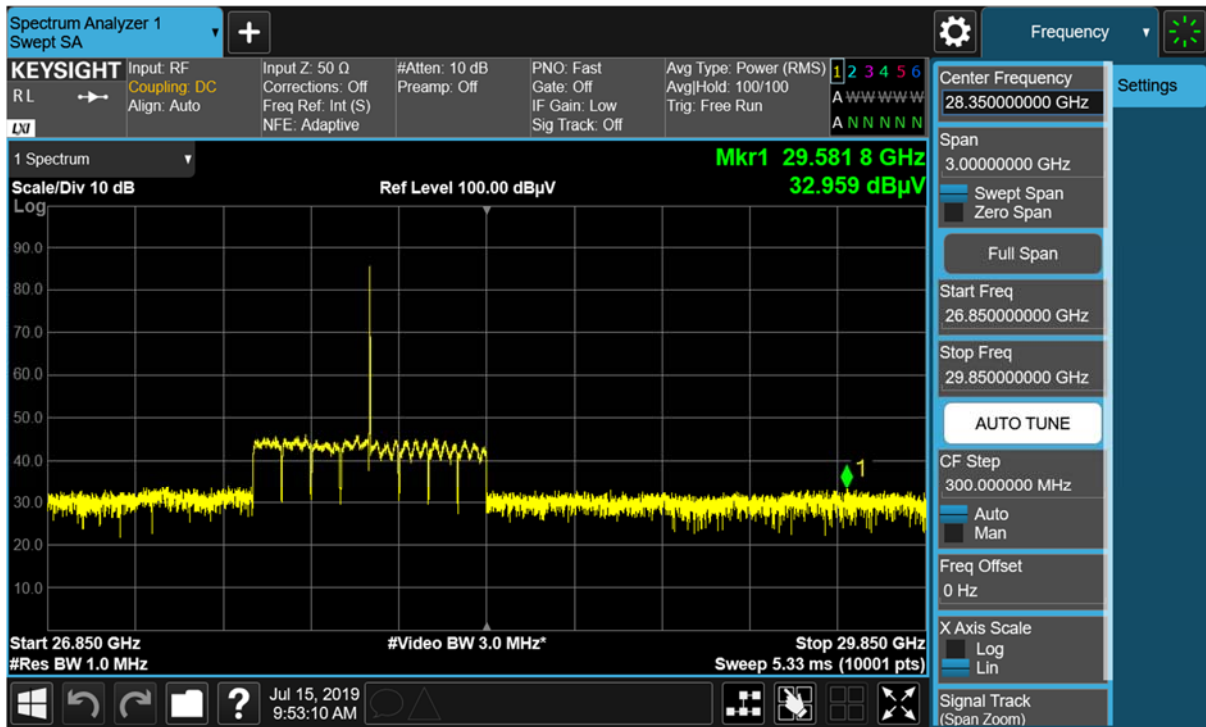 Spectrum Analyzer 1
Swept SA
Frequency
KEYSIGHT
RL
LXI
Input: RF
Coupling: DC
Align: Auto
Input Z: 50 Ω
Corrections: Off
Freq Ref: Int (S)
NFE: Adaptive
#Atten: 10 dB
Preamp: Off
PNO: Fast
Gate: Off
IF Gain: Low
Sig Track: Off
Avg Type: Power (RMS)
Avg|Hold: 100/100
Trig: Free Run
1 2 3 4 5 6
A W W W W W
A N N N N N
1 Spectrum
Scale/Div 10 dB
Log
Ref Level 100.00 dBµV
Mkr1 29.581 8 GHz
32.959 dBµV
90.0
80.0
70.0
60.0
50.0
40.0
30.0
20.0
10.0
1
Start 26.850 GHz
#Video BW 3.0 MHz*
Stop 29.850 GHz
#Res BW 1.0 MHz
Sweep 5.33 ms (10001 pts)
Jul 15, 2019
9:53:10 AM
?
Center Frequency
28.350000000 GHz
Settings
Span
3.00000000 GHz
Swept Span
Zero Span
Full Span
Start Freq
26.850000000 GHz
Stop Freq
29.850000000 GHz
AUTO TUNE
CF Step
300.000000 MHz
Auto
Man
Freq Offset
0 Hz
X Axis Scale
Log
Lin
Signal Track
(Span Zoom)